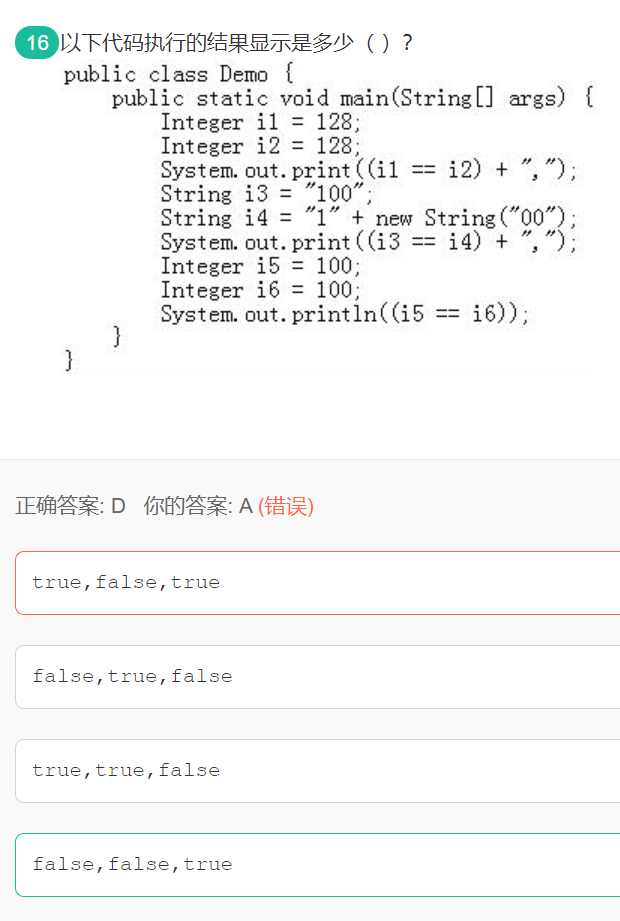 16 以下代码执行的结果显示是多少（ ）？
public class Demo {
    public static void main(String[] args) {
        Integer i1 = 128;
        Integer i2 = 128;
        System.out.print((i1 == i2) + ",");
        String i3 = "100";
        String i4 = "1" + new String("00");
        System.out.print((i3 == i4) + ",");
        Integer i5 = 100;
        Integer i6 = 100;
        System.out.println((i5 == i6));
    }
}
正确答案: D 你的答案: A (错误)
true,false,true
false,true,false
true,true,false
false,false,true